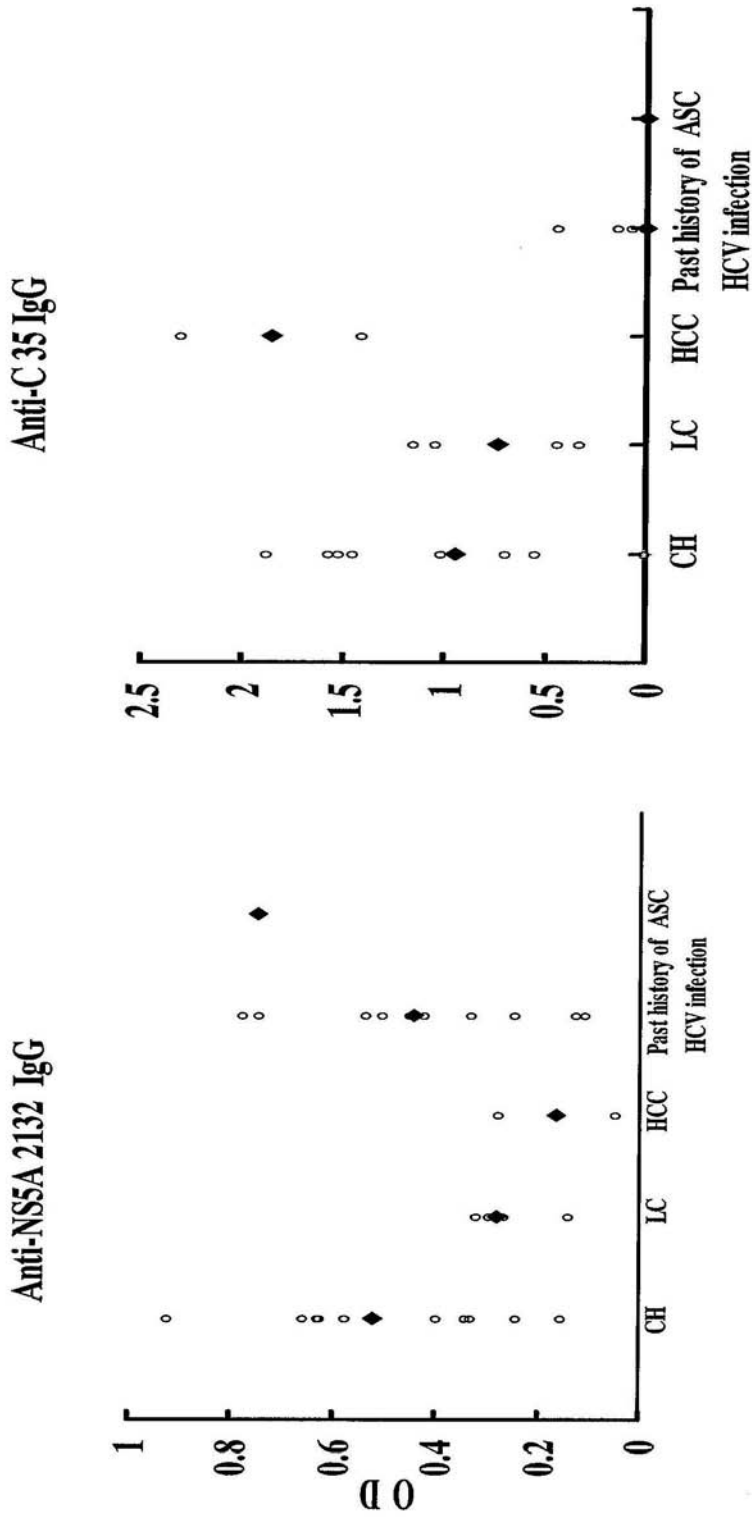 Anti-NS5A 2132 IgG
O D
1
0.8
0.6
0.4
0.2
0
CH
LC
HCC
Past history of ASC
HCV infection
Anti-C 35 IgG
2.5
2
1.5
1
0.5
0
CH
LC
HCC
Past history of ASC
HCV infection